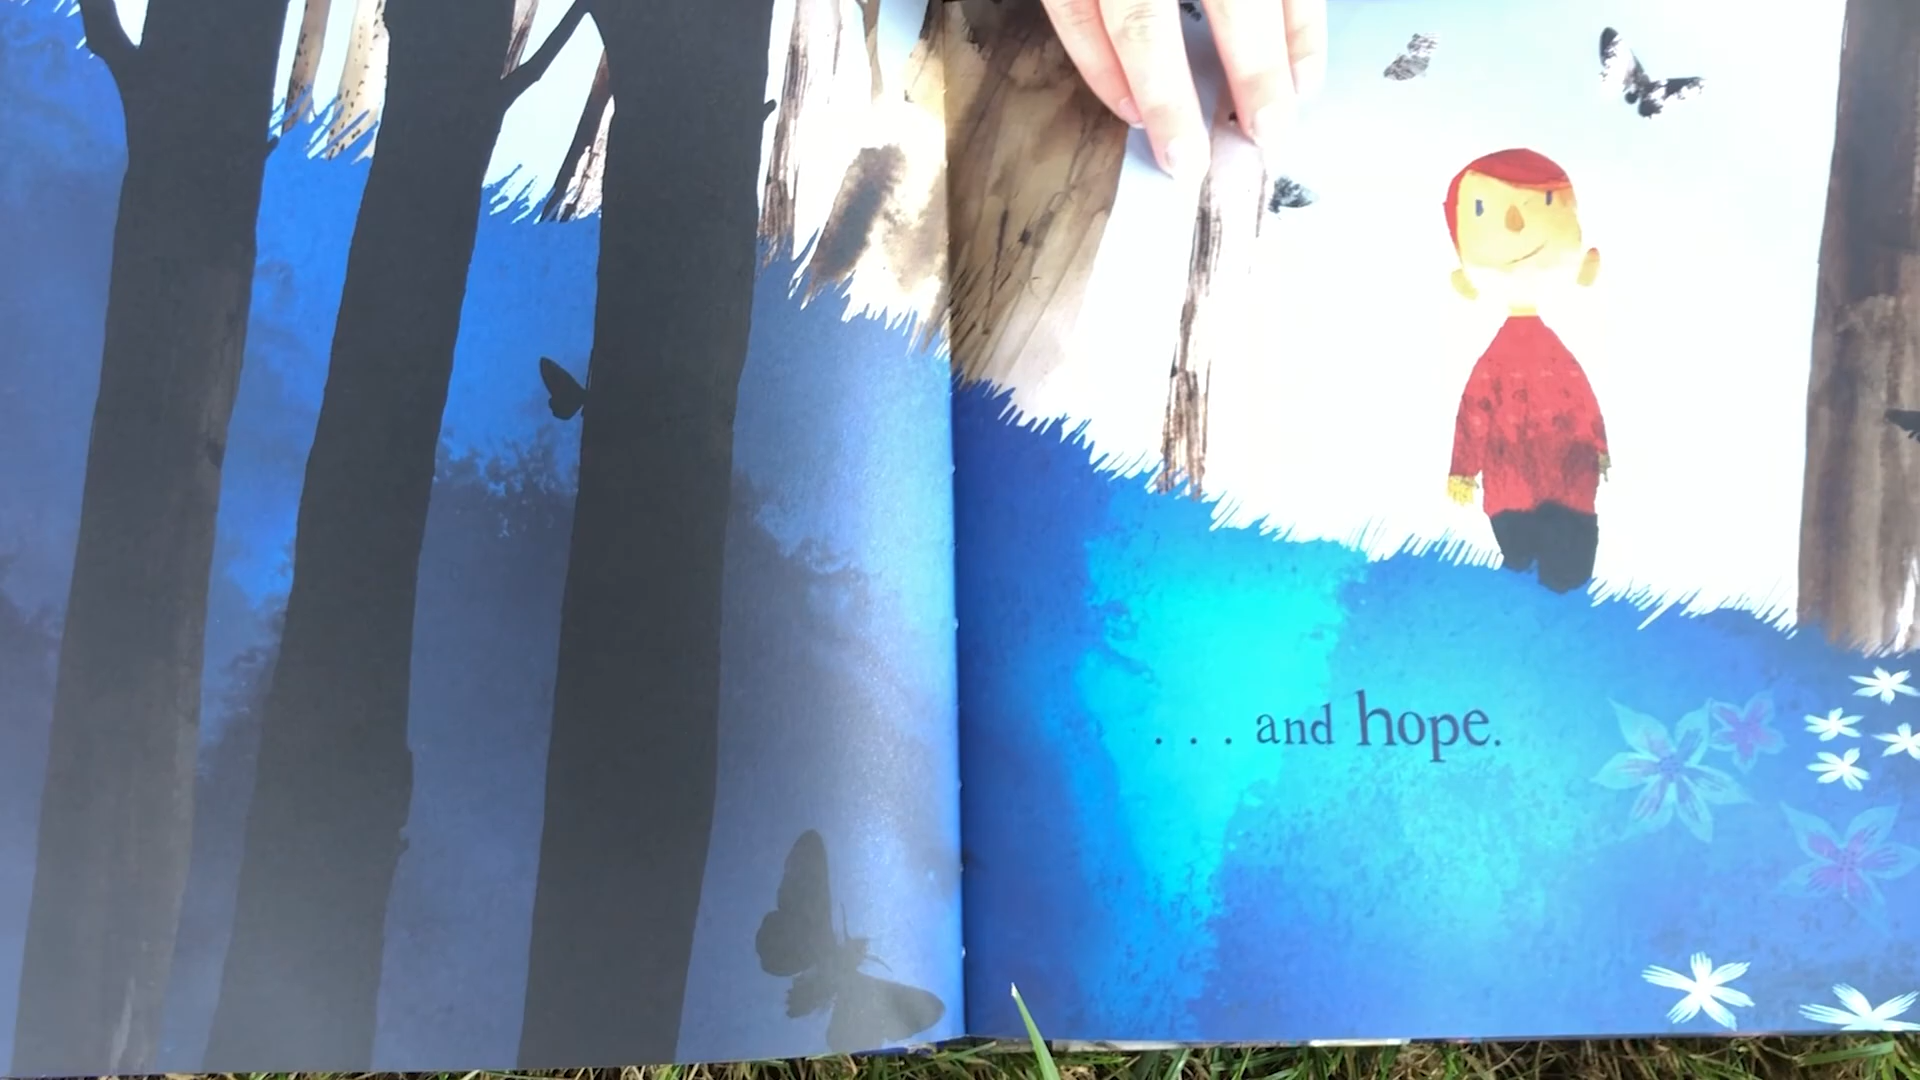 . . . and hope.